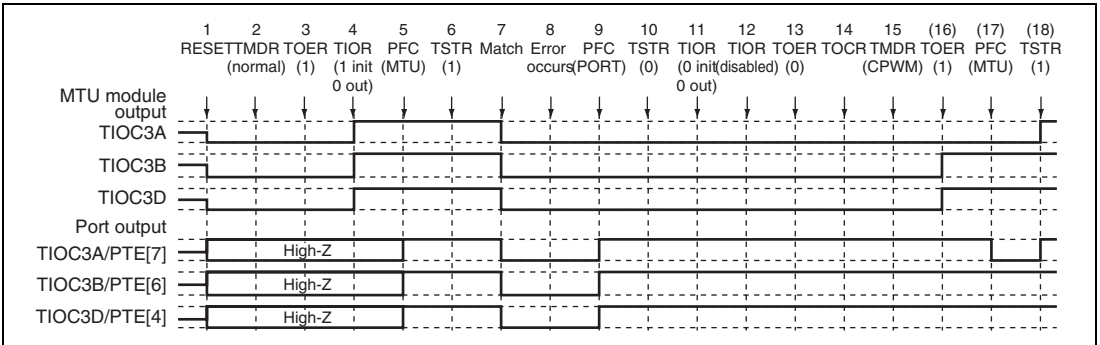 1 2 3 4 5 6 7 8 9 10 11 12 13 14 15 (16) (17) (18)
RESET TMDR TOER TIOR PFC TSTR Match Error PFC TSTR TIOR TIOR TOER TOCR TMDR TOER PFC TSTR
(normal) (1) (1 init (MTU) (1) occurs (PORT) (0) (0 init (disabled) (0) (CPWM) (1) (MTU) (1)
0 out) 0 out)
MTU module
output
TIOC3A
TIOC3B
TIOC3D
Port output
TIOC3A/PTE[7] High-Z
TIOC3B/PTE[6] High-Z
TIOC3D/PTE[4] High-Z